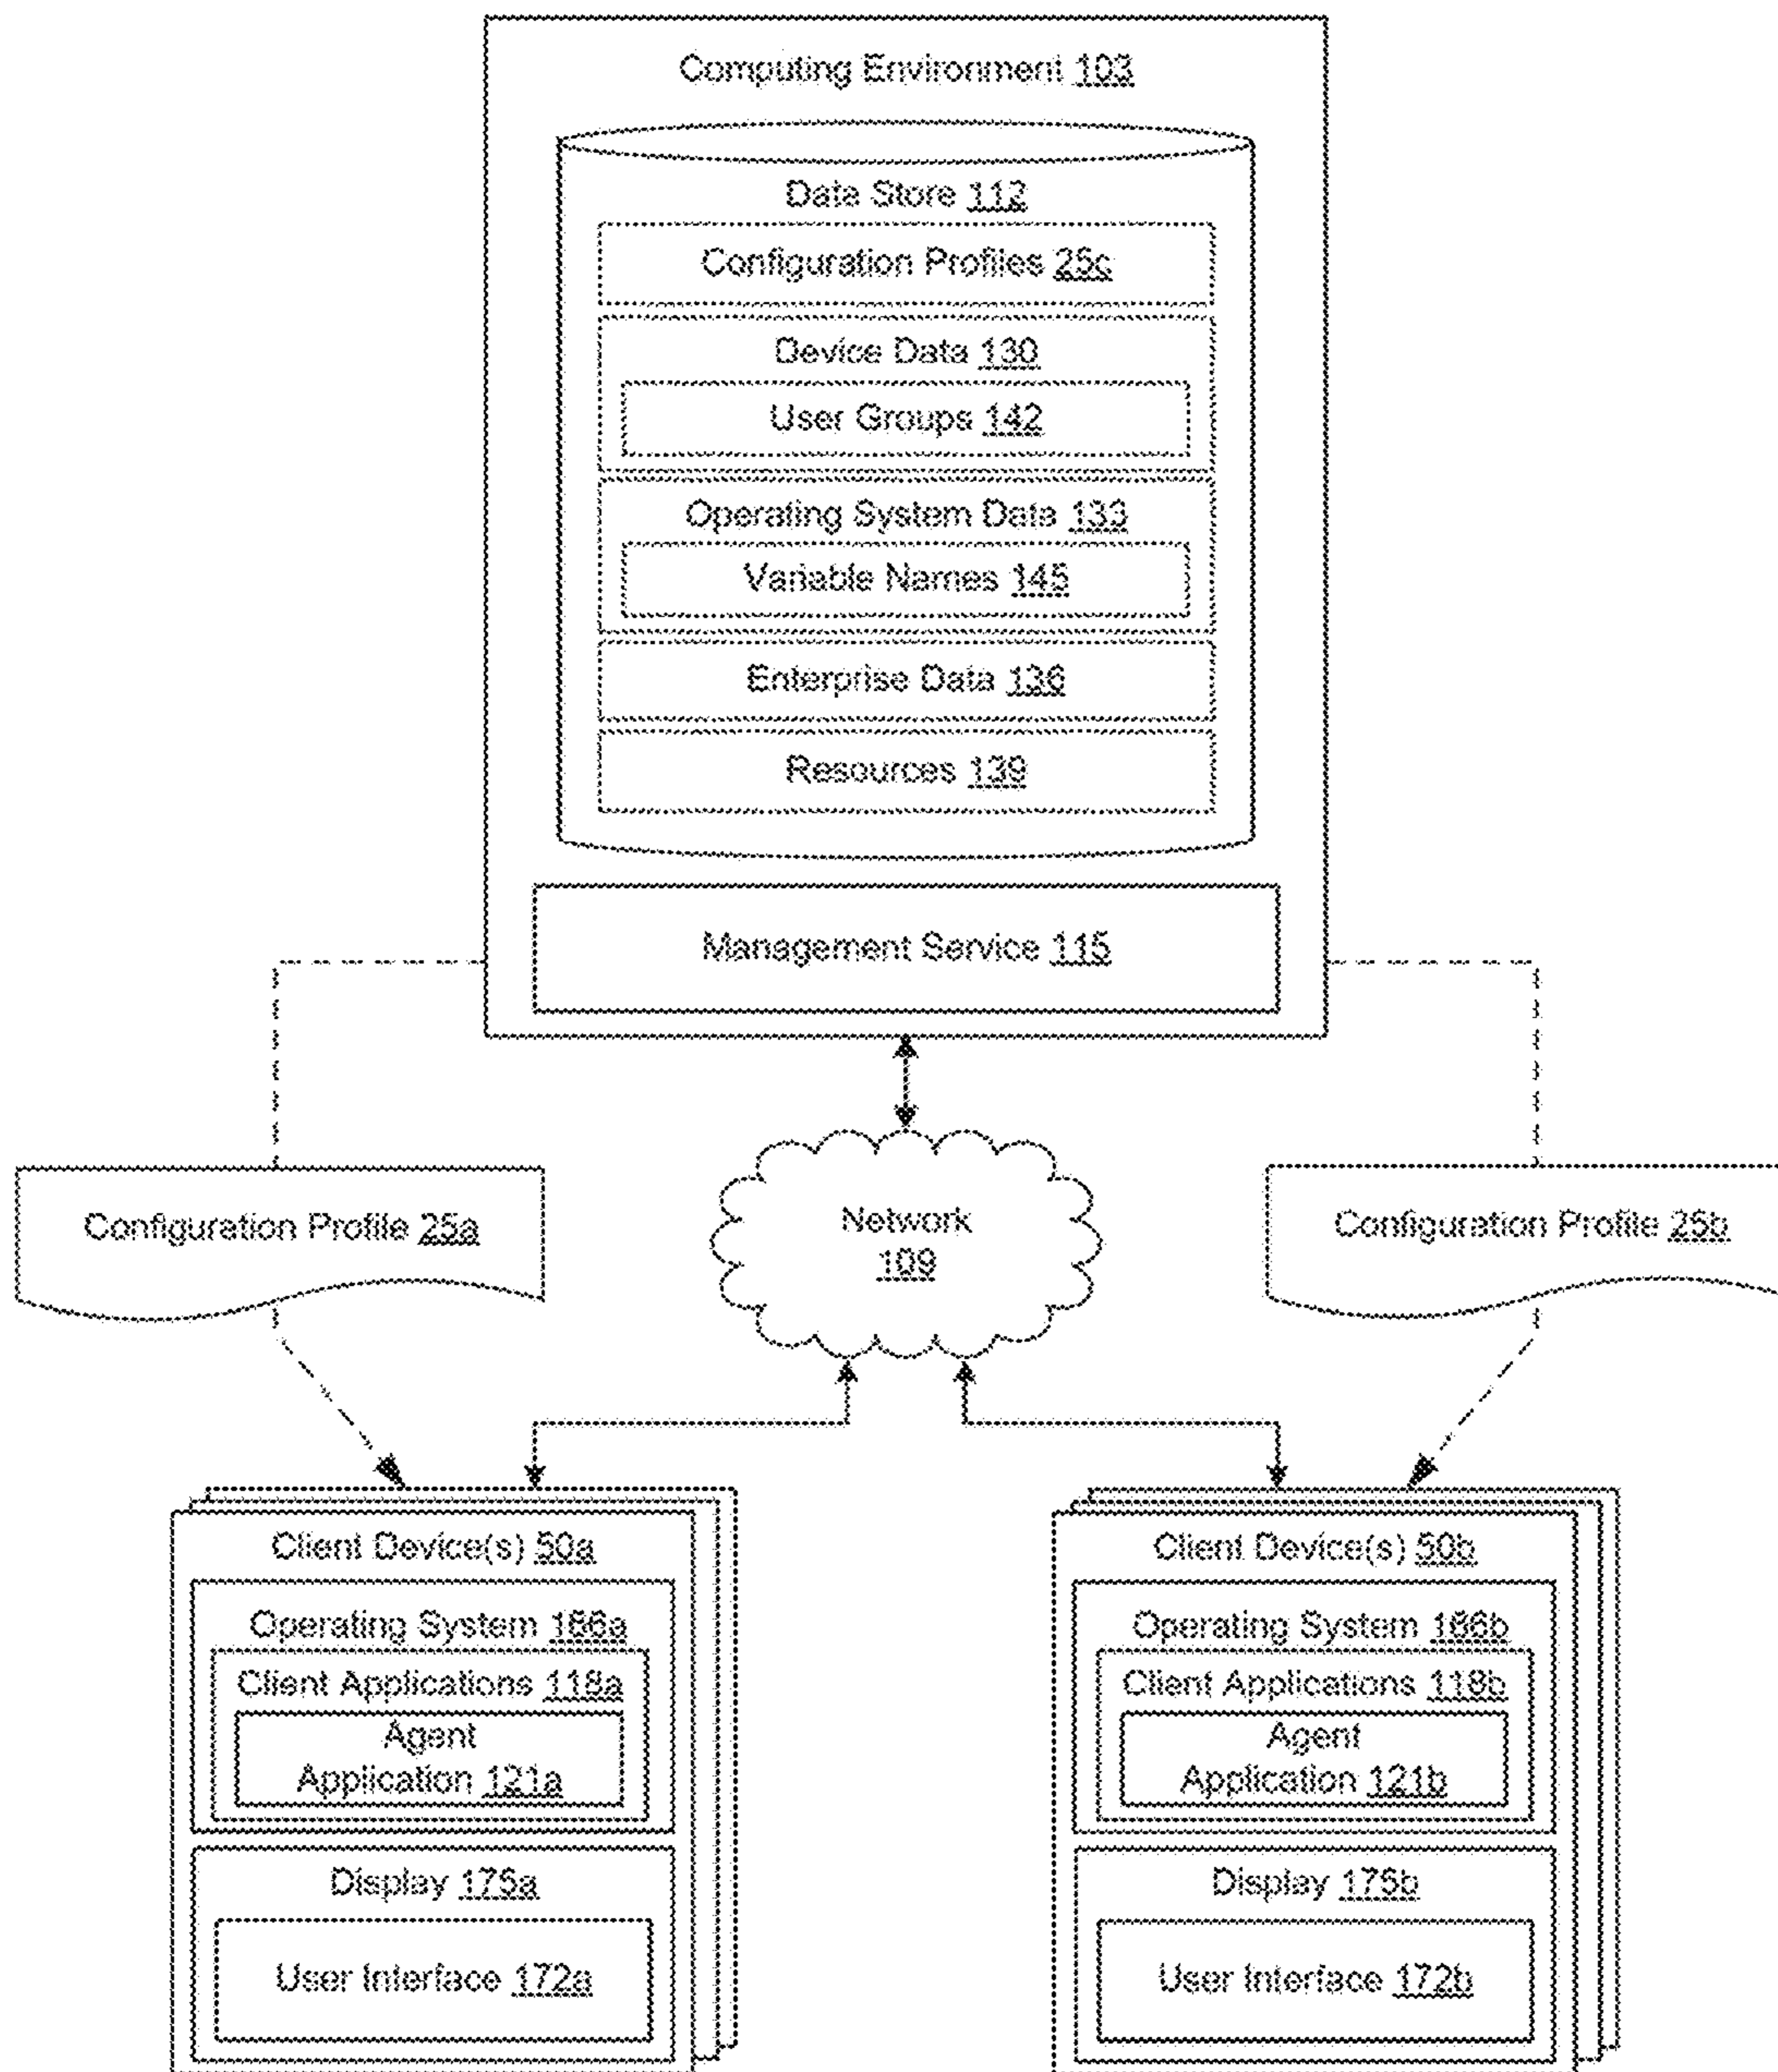 Computing Environment 103
Data Store 112
Configuration Profiles 25c
Device Data 130
User Groups 142
Operating System Data 133
Variable Names 145
Enterprise Data 136
Resources 139
Management Service 115
Configuration Profile 25a
Network
109
Configuration Profile 25b
Client Device(s) 50a
Operating System 166a
Client Applications 118a
Agent
Application 121a
Display 175a
User Interface 172a
Client Device(s) 50b
Operating System 166b
Client Applications 118b
Agent
Application 121b
Display 175b
User Interface 172b